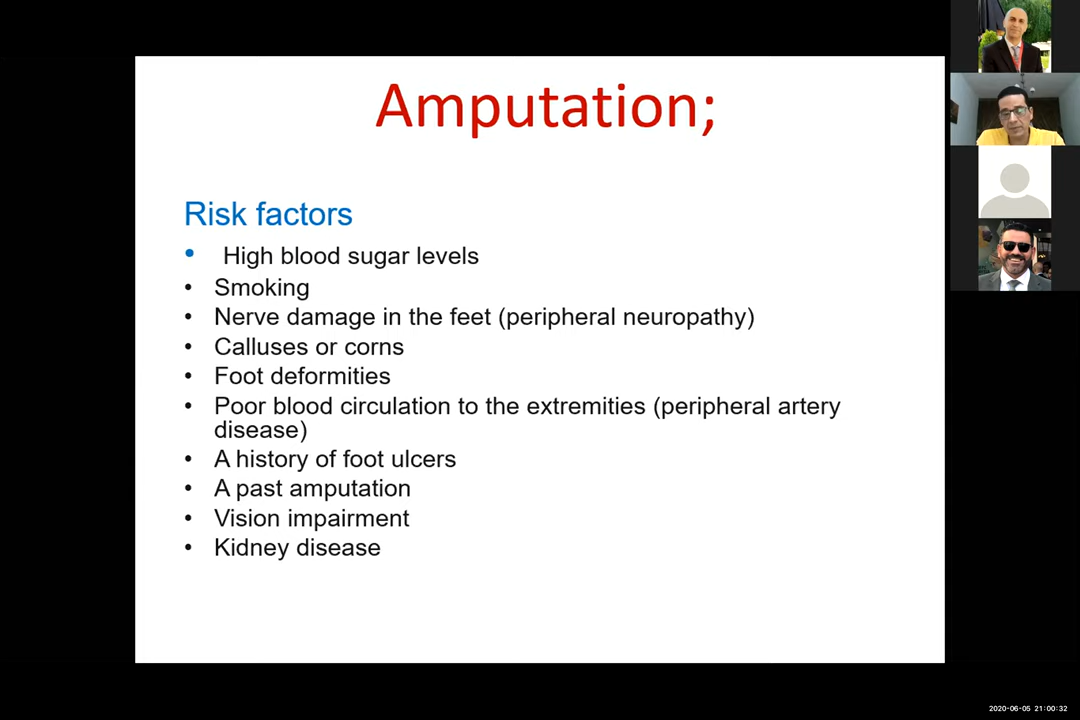 Amputation;
Risk factors
• High blood sugar levels
• Smoking
• Nerve damage in the feet (peripheral neuropathy)
• Calluses or corns
• Foot deformities
• Poor blood circulation to the extremities (peripheral artery
disease)
• A history of foot ulcers
• A past amputation
• Vision impairment
• Kidney disease
2020-06-05 21:00:32